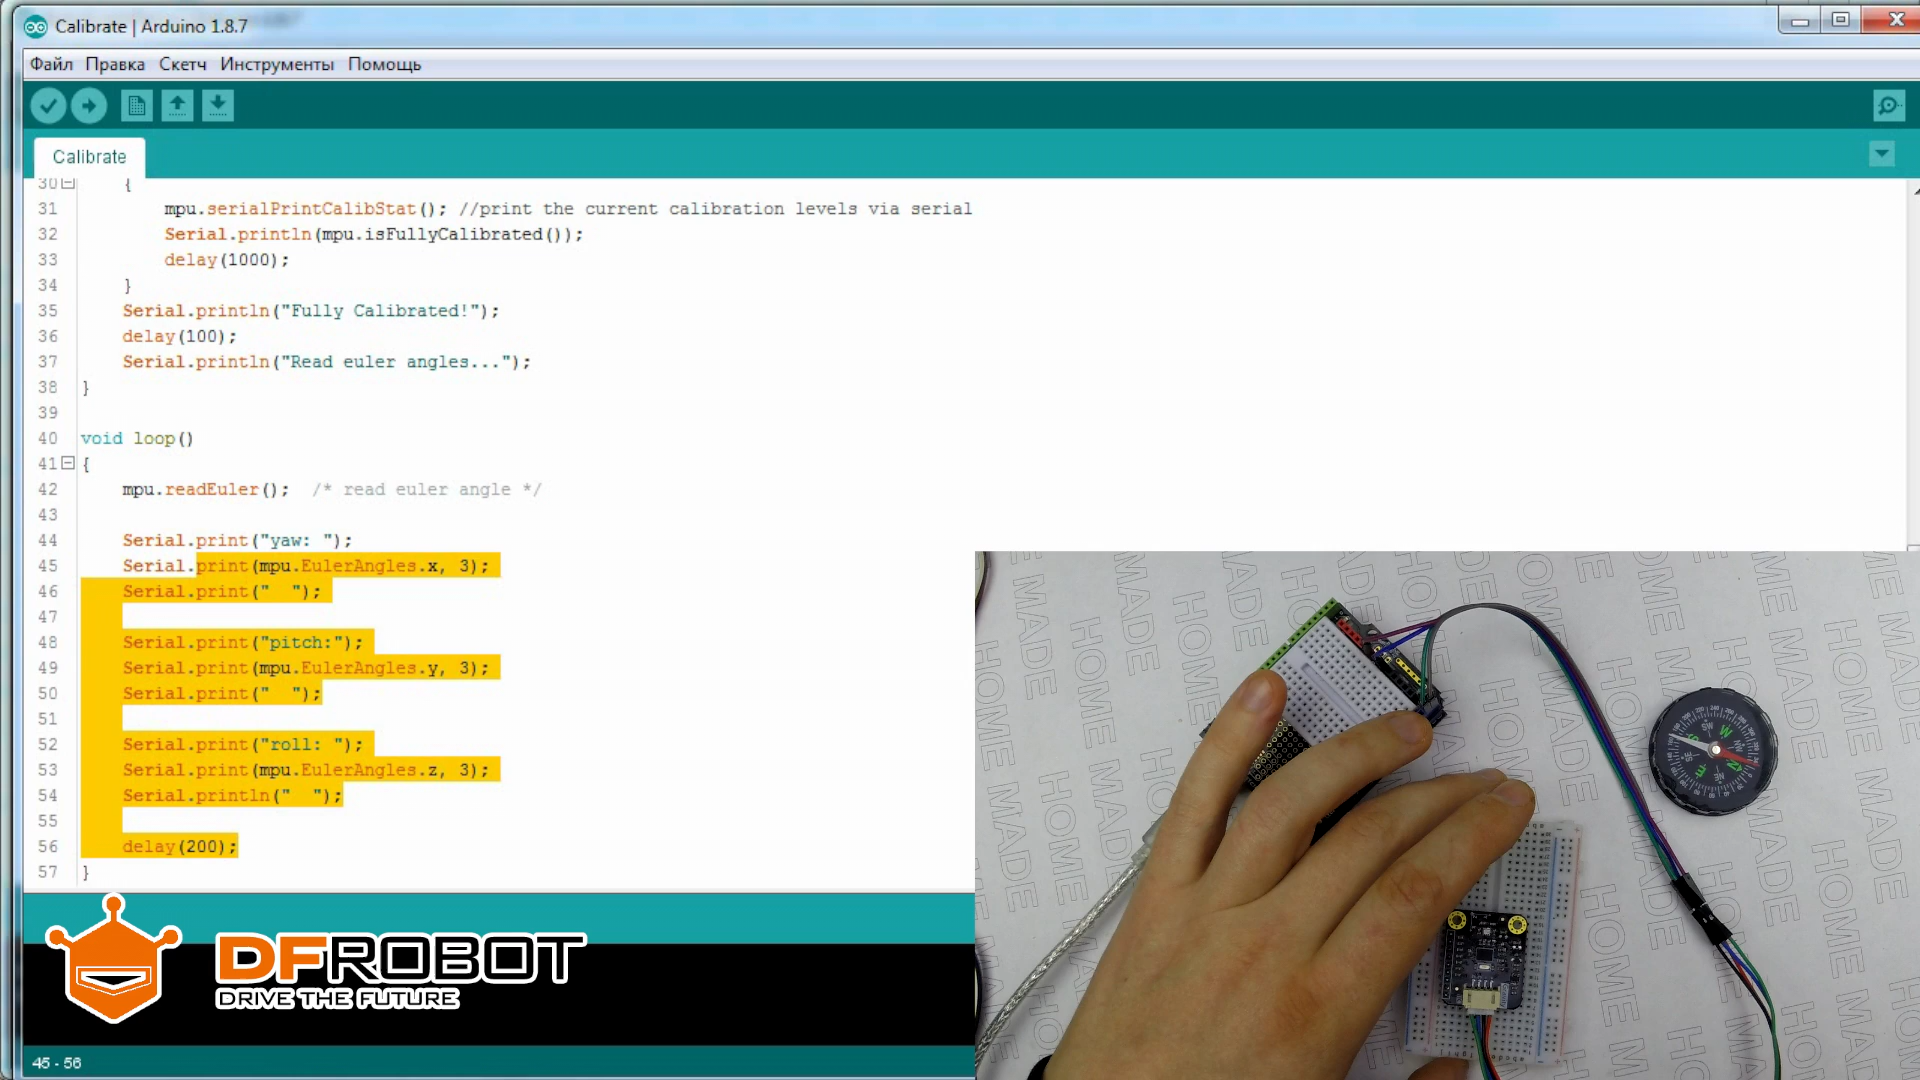 Calibrate | Arduino 1.8.7
Файл Правка Скетч Инструменты Помощь
Calibrate
30 {
31 mpu.serialPrintCalibStat(); //print the current calibration levels via serial
32 Serial.println(mpu.isFullyCalibrated());
33 delay(1000);
34 }
35 Serial.println("Fully Calibrated!");
36 delay(100);
37 Serial.println("Read euler angles...");
38 }
39
40 void loop()
41 {
42 mpu.readEuler(); /* read euler angle */
43
44 Serial.print("yaw: ");
45 Serial.print(mpu.EulerAngles.x, 3);
46 Serial.print("  ");
47
48 Serial.print("pitch:");
49 Serial.print(mpu.EulerAngles.y, 3);
50 Serial.print("  ");
51
52 Serial.print("roll: ");
53 Serial.print(mpu.EulerAngles.z, 3);
54 Serial.println("  ");
55
56 delay(200);
57 }
DFROBOT
DRIVE THE FUTURE
45 - 56
HOME MADE
W
N
E
S